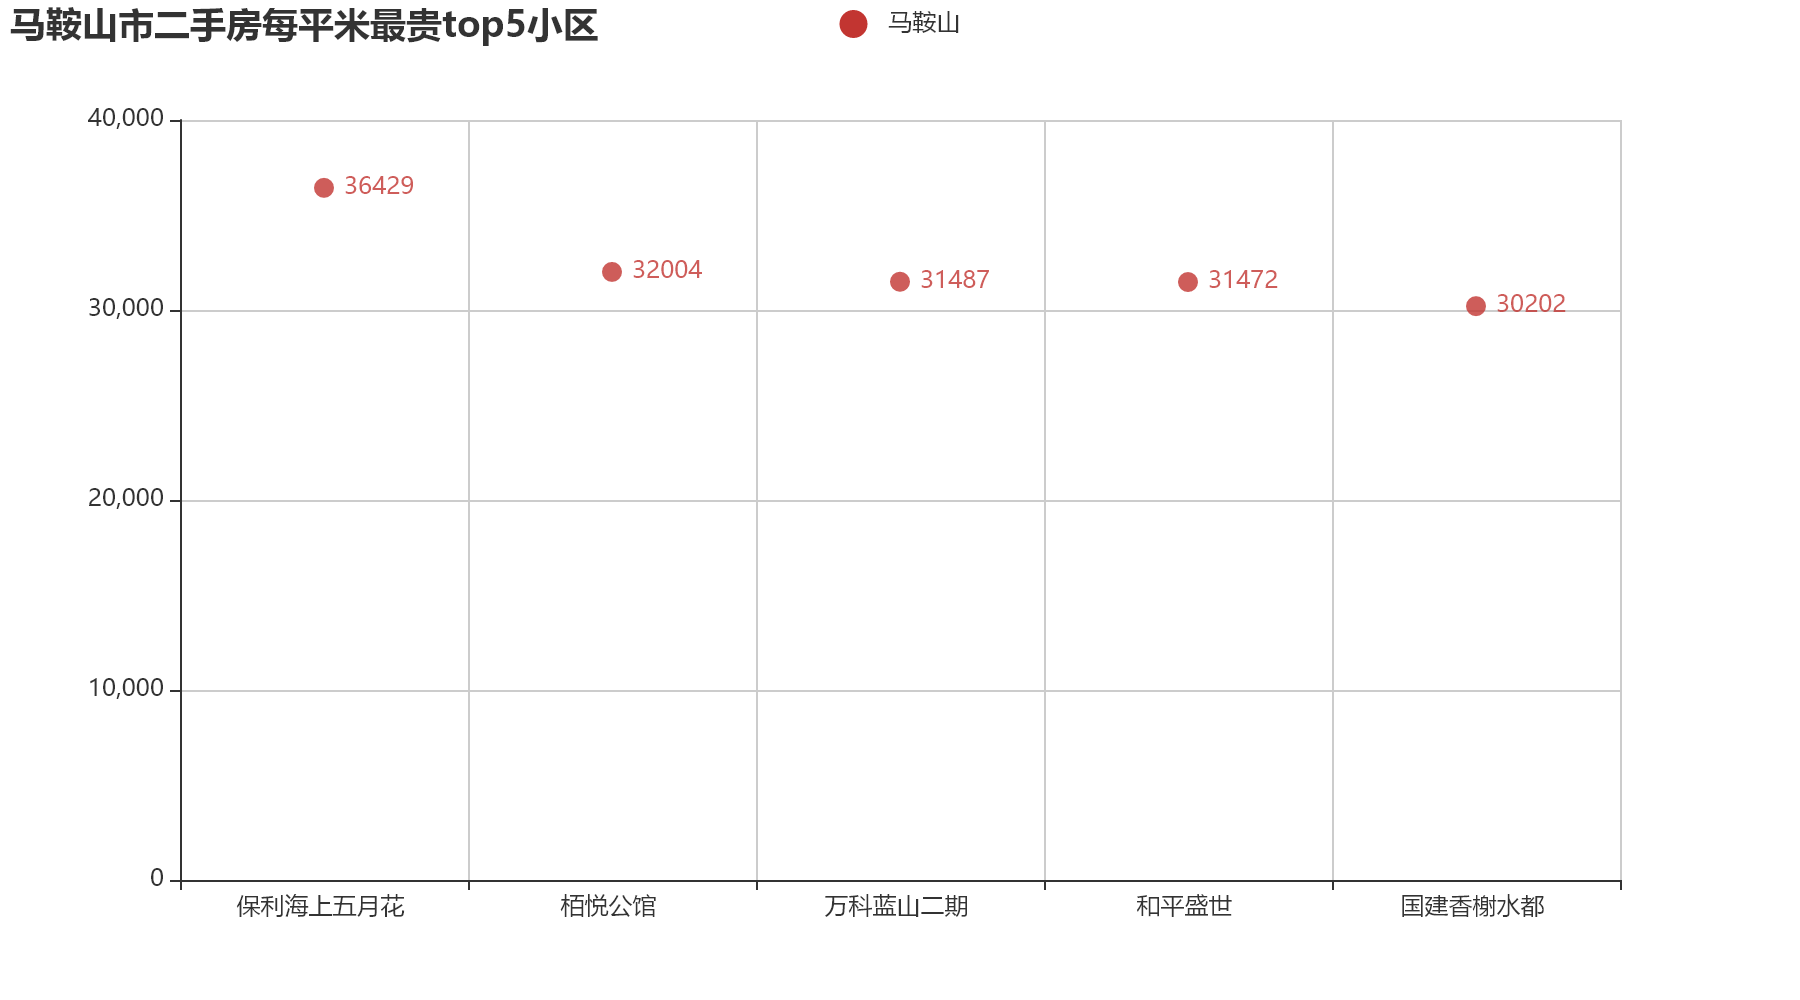 马鞍山市二手房每平米最贵top5小区
马鞍山
40,000
30,000
20,000
10,000
0
36429
32004
31487
31472
30202
保利海上五月花
栢悦公馆
万科蓝山二期
和平盛世
国建香榭水都